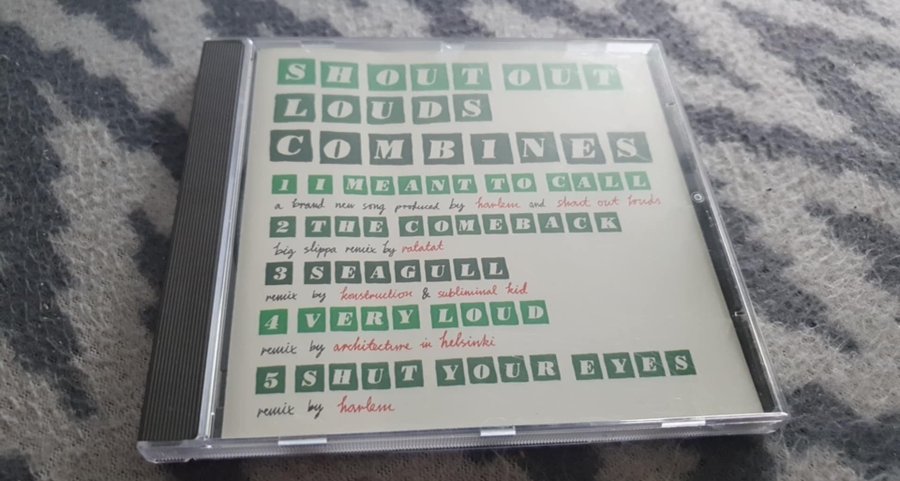 SHOUT OUT
LOUDS
COMBINES
1 I MEANT TO CALL
a brand new song produced by harlem and shout out louds
2 THE COMEBACK
big slippa remix by ratatat
3 SEAGULL
remix by konstruction & subliminal kid
4 VERY LOUD
remix by architecture in helsinki
5 SHUT YOUR EYES
remix by harlem